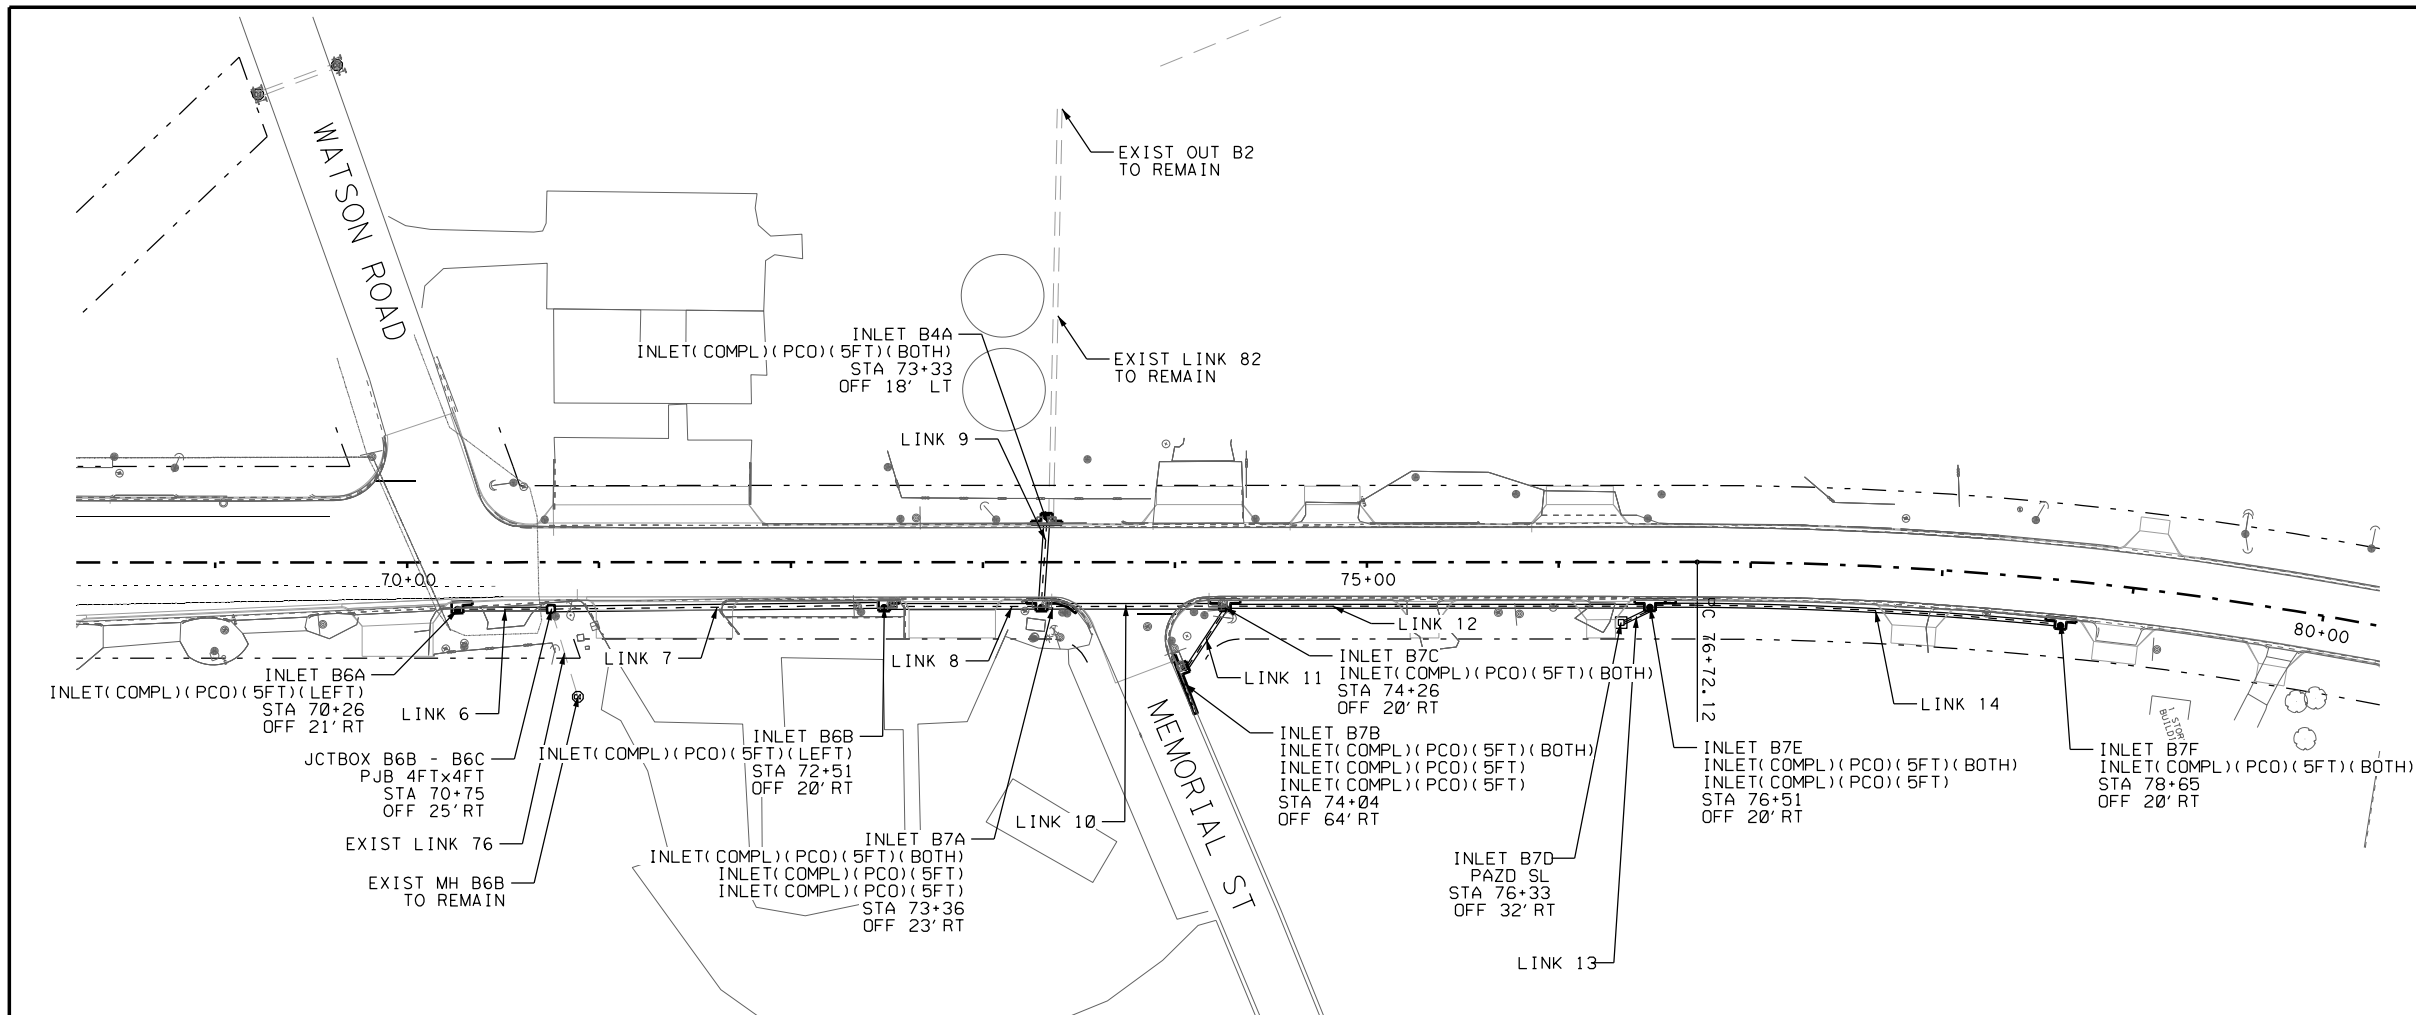 WATSON ROAD
EXIST OUT B2
TO REMAIN
INLET B4A
INLET(COMPL)(PCO)(5FT)(BOTH)
STA 73+33
OFF 18' LT
EXIST LINK 82
TO REMAIN
LINK 9
70+00
75+00
80+00
PC 76+72.12
INLET B6A
INLET(COMPL)(PCO)(5FT)(LEFT)
STA 70+26
OFF 21'RT
LINK 6
JCTBOX B6B - B6C
PJB 4FTx4FT
STA 70+75
OFF 25'RT
EXIST LINK 76
EXIST MH B6B
TO REMAIN
LINK 7
INLET B6B
INLET(COMPL)(PCO)(5FT)(LEFT)
STA 72+51
OFF 20'RT
LINK 8
INLET B7A
INLET(COMPL)(PCO)(5FT)(BOTH)
INLET(COMPL)(PCO)(5FT)
INLET(COMPL)(PCO)(5FT)
STA 73+36
OFF 23'RT
LINK 10
MEMORIAL ST
LINK 11
LINK 12
INLET B7C
INLET(COMPL)(PCO)(5FT)(BOTH)
STA 74+26
OFF 20'RT
INLET B7B
INLET(COMPL)(PCO)(5FT)(BOTH)
INLET(COMPL)(PCO)(5FT)
INLET(COMPL)(PCO)(5FT)
STA 74+04
OFF 64'RT
INLET B7D
PAZD SL
STA 76+33
OFF 32'RT
LINK 13
INLET B7E
INLET(COMPL)(PCO)(5FT)(BOTH)
INLET(COMPL)(PCO)(5FT)
STA 76+51
OFF 20'RT
LINK 14
1 STORY
INLET B7F
INLET(COMPL)(PCO)(5FT)(BOTH)
STA 78+65
OFF 20'RT